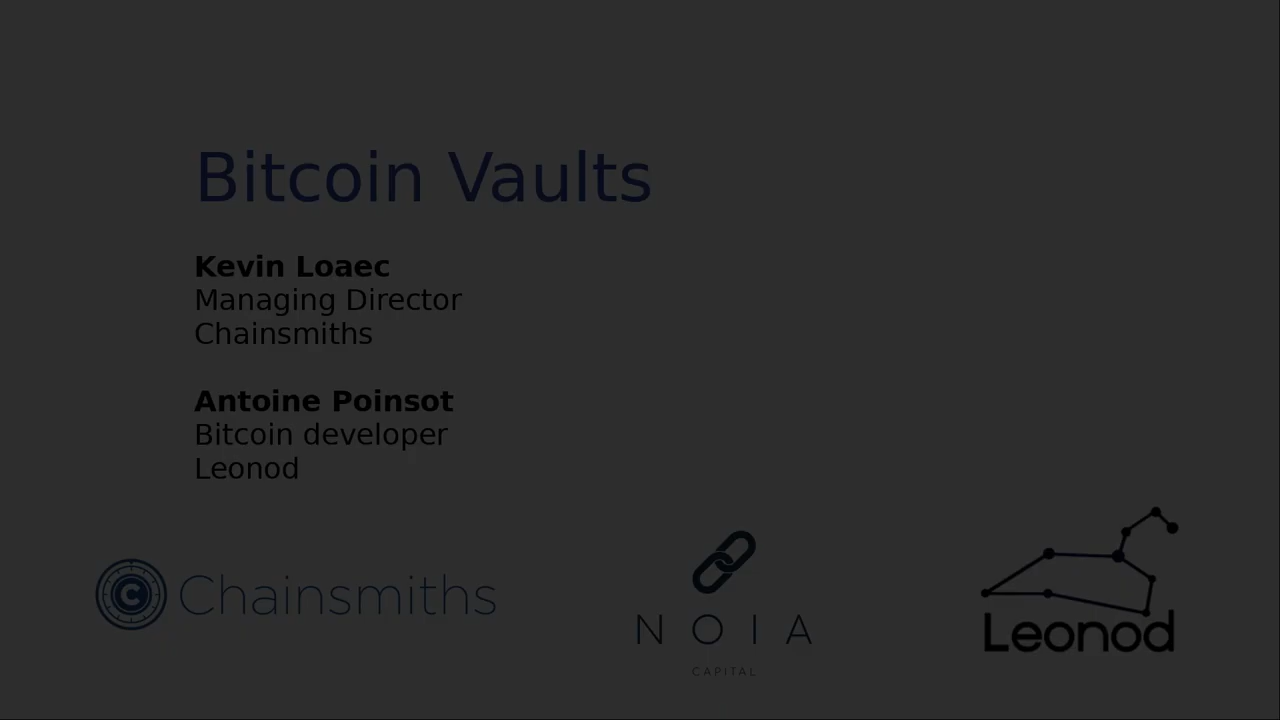 Bitcoin Vaults
Kevin Loaec
Managing Director
Chainsmiths
Antoine Poinsot
Bitcoin developer
Leonod
C Chainsmiths
NOIA
CAPITAL
Leonod